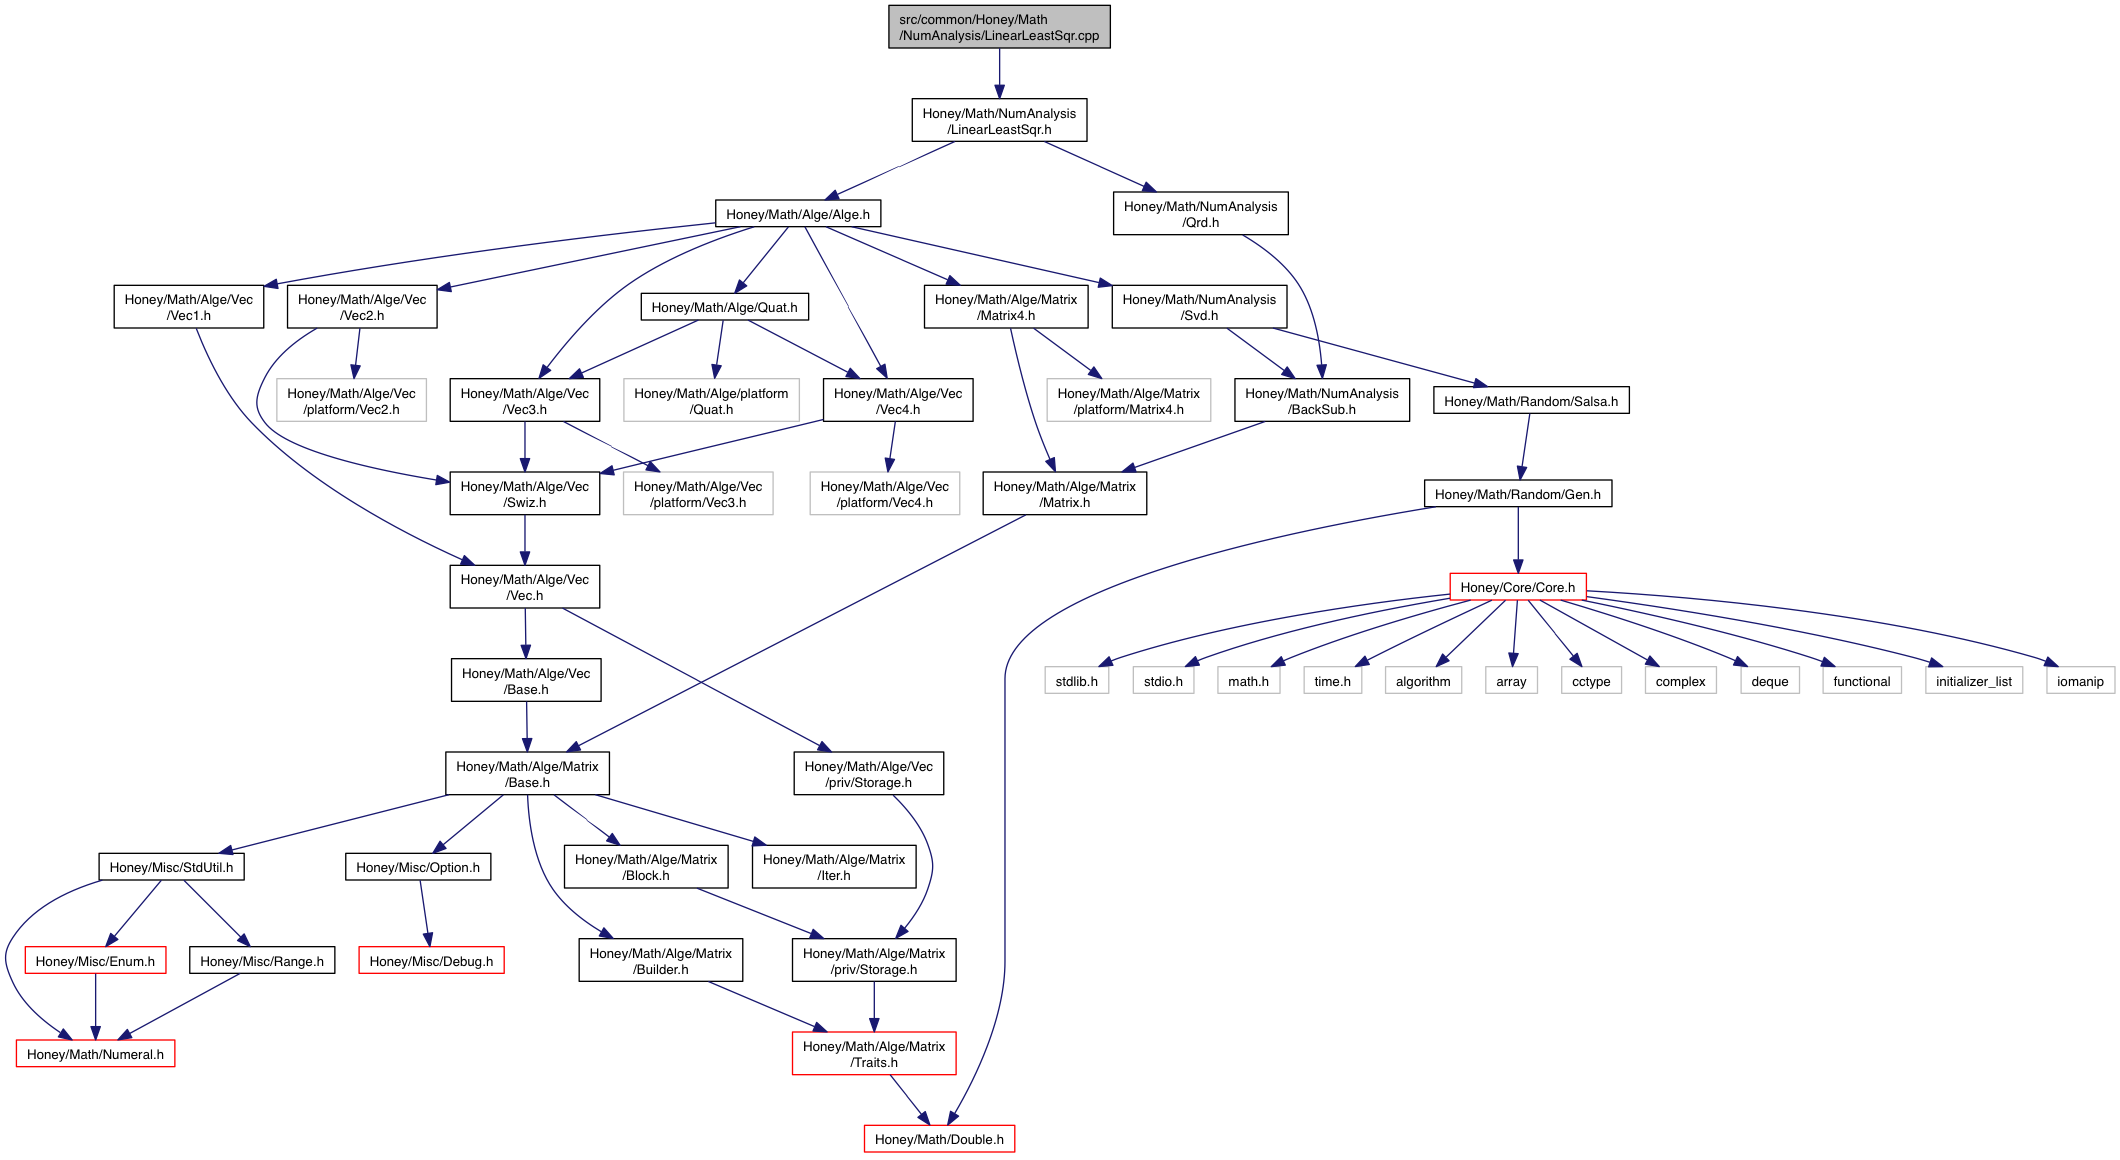 src/common/Honey/Math
/NumAnalysis/LinearLeastSqr.cpp
Honey/Math/NumAnalysis
/LinearLeastSqr.h
Honey/Math/Alge/Alge.h
Honey/Math/NumAnalysis
/Qrd.h
Honey/Math/Alge/Vec
/Vec1.h
Honey/Math/Alge/Vec
/Vec2.h
Honey/Math/Alge/Quat.h
Honey/Math/Alge/Matrix
/Matrix4.h
Honey/Math/NumAnalysis
/Svd.h
Honey/Math/Alge/Vec
/platform/Vec2.h
Honey/Math/Alge/Vec
/Vec3.h
Honey/Math/Alge/platform
/Quat.h
Honey/Math/Alge/Vec
/Vec4.h
Honey/Math/Alge/Matrix
/platform/Matrix4.h
Honey/Math/NumAnalysis
/BackSub.h
Honey/Math/Random/Salsa.h
Honey/Math/Alge/Vec
/Swiz.h
Honey/Math/Alge/Vec
/platform/Vec3.h
Honey/Math/Alge/Vec
/platform/Vec4.h
Honey/Math/Alge/Matrix
/Matrix.h
Honey/Math/Random/Gen.h
Honey/Math/Alge/Vec
/Vec.h
Honey/Core/Core.h
Honey/Math/Alge/Vec
/Base.h
stdlib.h
stdio.h
math.h
time.h
algorithm
array
cctype
complex
deque
functional
initializer_list
iomanip
Honey/Math/Alge/Matrix
/Base.h
Honey/Math/Alge/Vec
/priv/Storage.h
Honey/Misc/StdUtil.h
Honey/Misc/Option.h
Honey/Math/Alge/Matrix
/Block.h
Honey/Math/Alge/Matrix
/Iter.h
Honey/Misc/Enum.h
Honey/Misc/Range.h
Honey/Misc/Debug.h
Honey/Math/Alge/Matrix
/Builder.h
Honey/Math/Alge/Matrix
/priv/Storage.h
Honey/Math/Numeral.h
Honey/Math/Alge/Matrix
/Traits.h
Honey/Math/Double.h